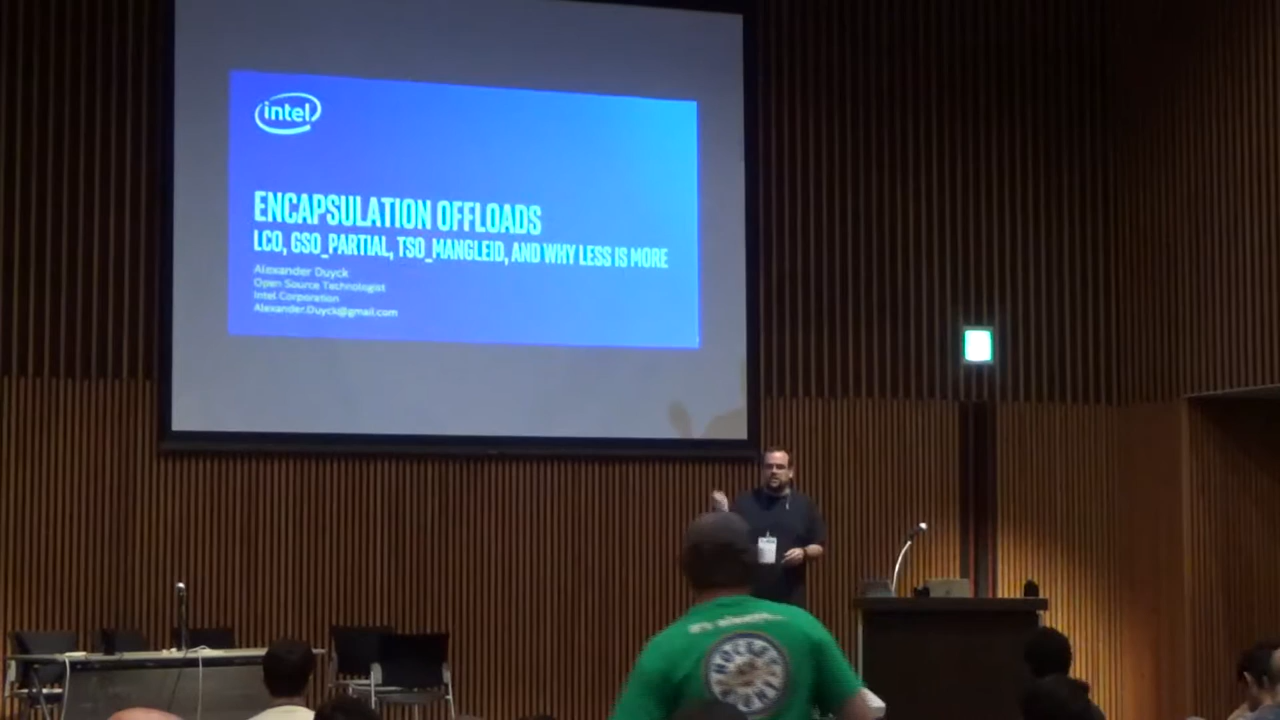 intel
ENCAPSULATION OFFLOADS
LCO, GSO_PARTIAL, TSO_MANGLEID, AND WHY LESS IS MORE
Alexander Duyck
Open Source Technologist
Intel Corporation
Alexander.Duyck@gmail.com